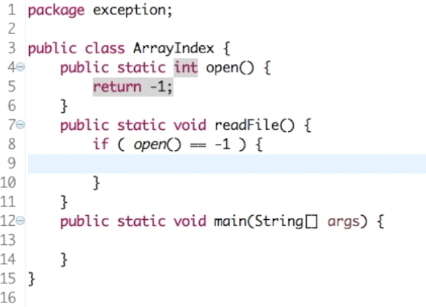 1 package exception;
2
3 public class ArrayIndex {
4     public static int open() {
5         return -1;
6     }
7     public static void readFile() {
8         if ( open() == -1 ) {
9
10         }
11     }
12     public static void main(String[] args) {
13
14     }
15 }
16